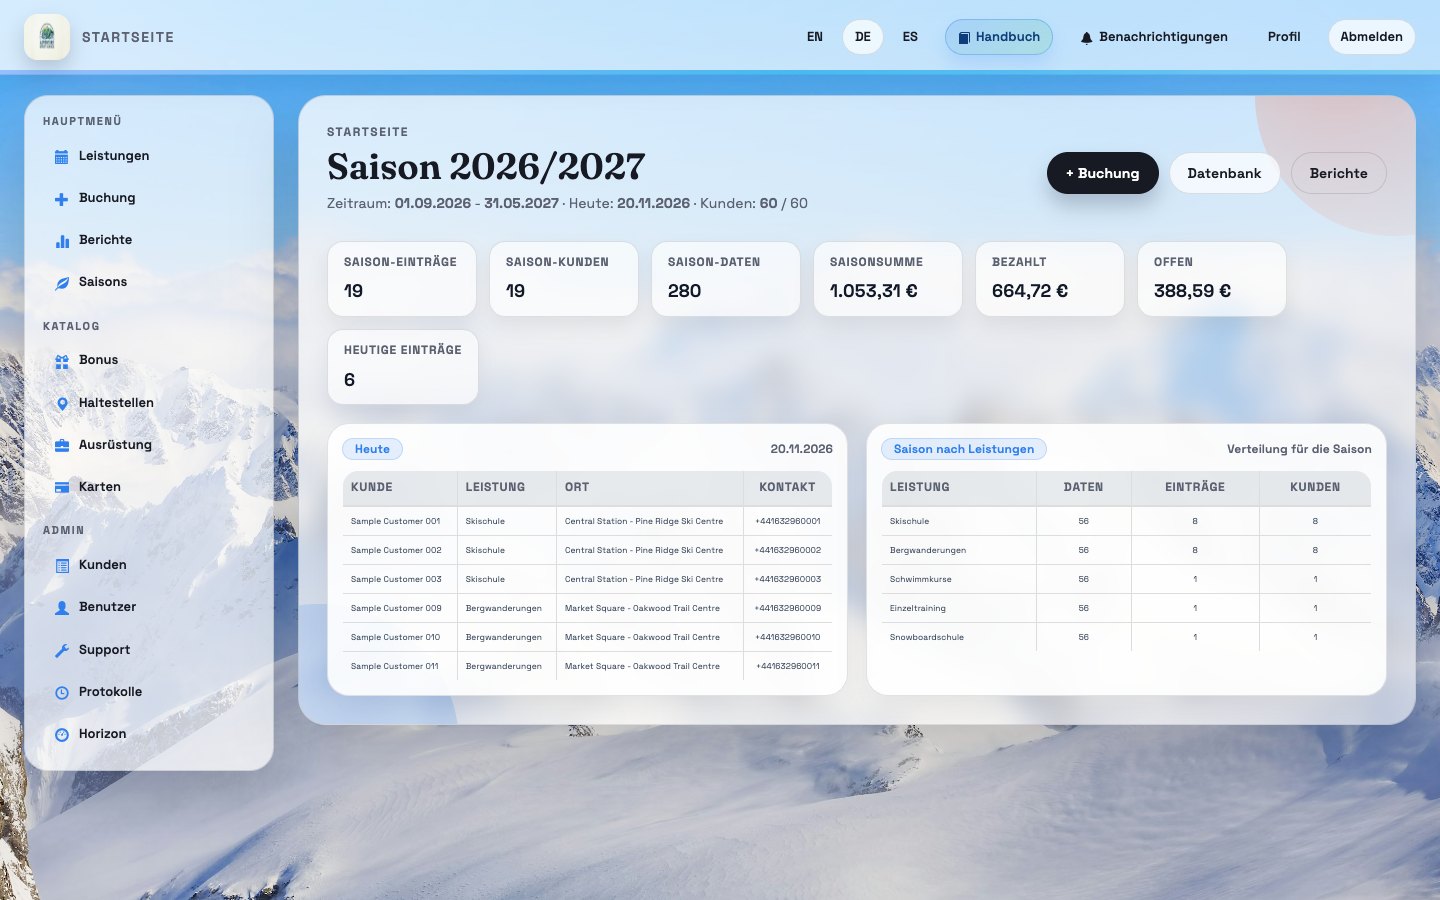 STARTSEITE
EN DE ES Handbuch Benachrichtigungen Profil Abmelden
HAUPTMENÜ
Leistungen
Buchung
Berichte
Saisons
KATALOG
Bonus
Haltestellen
Ausrüstung
Karten
ADMIN
Kunden
Benutzer
Support
Protokolle
Horizon
STARTSEITE
Saison 2026/2027
Zeitraum: 01.09.2026 - 31.05.2027 · Heute: 20.11.2026 · Kunden: 60 / 60
+ Buchung Datenbank Berichte
SAISON-EINTRÄGE SAISON-KUNDEN SAISON-DATEN SAISONSUMME BEZAHLT OFFEN
19 19 280 1.053,31 € 664,72 € 388,59 €
HEUTIGE EINTRÄGE
6
Heute 20.11.2026
KUNDE LEISTUNG ORT KONTAKT
Sample Customer 001 Skischule Central Station - Pine Ridge Ski Centre +441632960001
Sample Customer 002 Skischule Central Station - Pine Ridge Ski Centre +441632960002
Sample Customer 003 Skischule Central Station - Pine Ridge Ski Centre +441632960003
Sample Customer 009 Bergwanderungen Market Square - Oakwood Trail Centre +441632960009
Sample Customer 010 Bergwanderungen Market Square - Oakwood Trail Centre +441632960010
Sample Customer 011 Bergwanderungen Market Square - Oakwood Trail Centre +441632960011
Saison nach Leistungen Verteilung für die Saison
LEISTUNG DATEN EINTRÄGE KUNDEN
Skischule 56 8 8
Bergwanderungen 56 8 8
Schwimmkurse 56 1 1
Einzeltraining 56 1 1
Snowboardschule 56 1 1